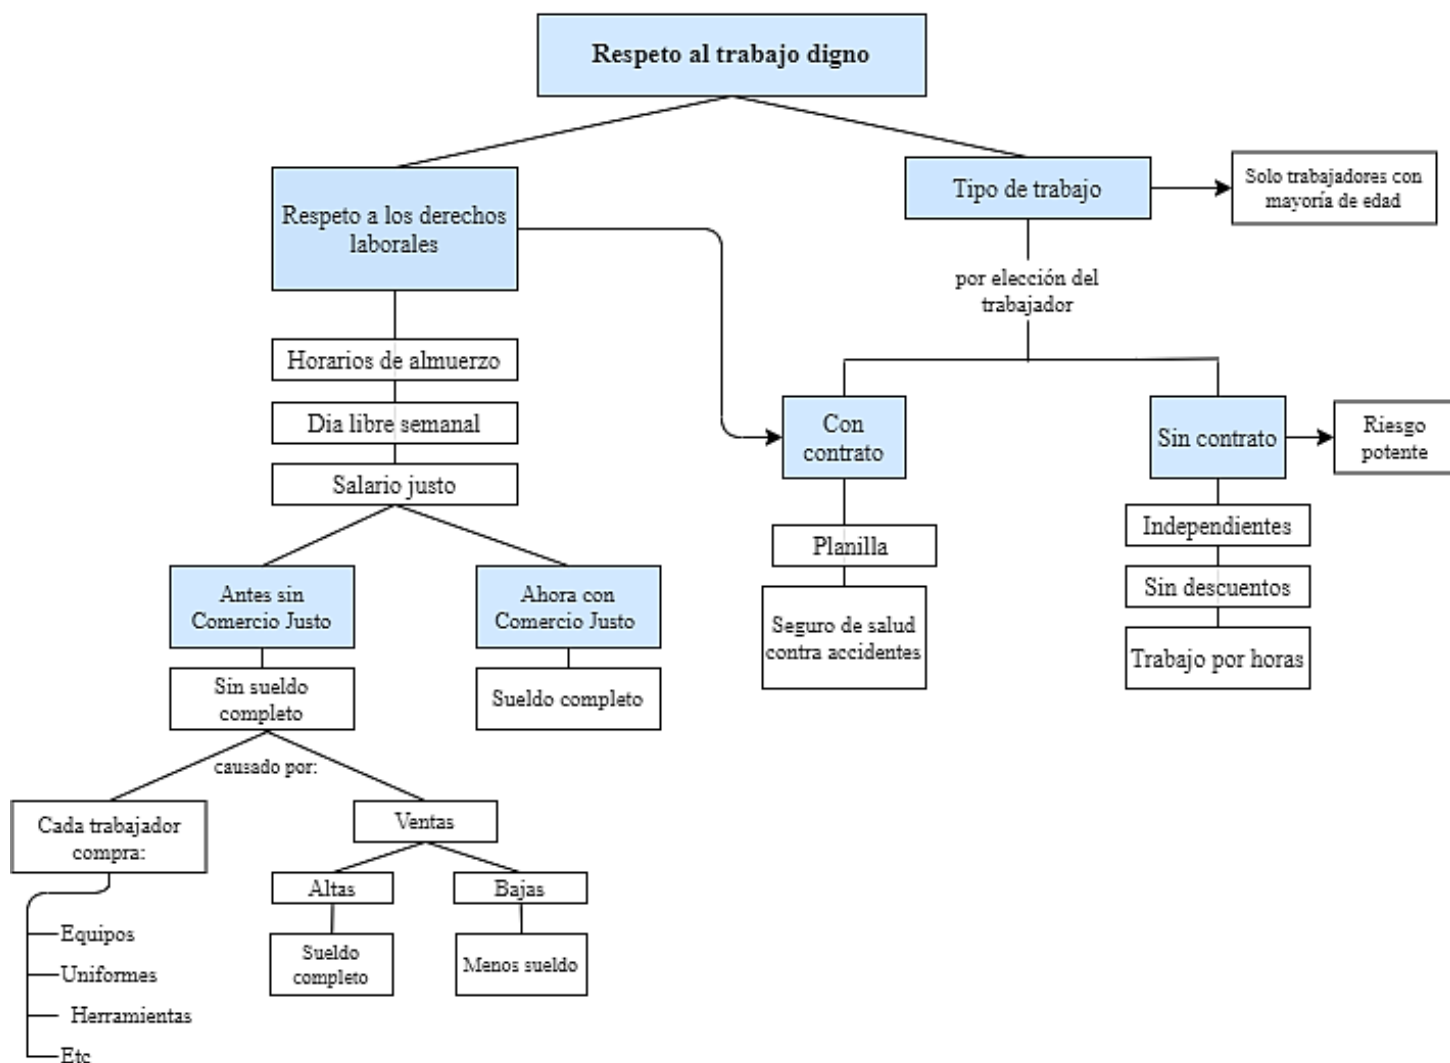 Respeto al trabajo digno
Respeto a los derechos
laborales
Tipo de trabajo
Solo trabajadores con
mayoría de edad
por elección del
trabajador
Horarios de almuerzo
Dia libre semanal
Salario justo
Con
contrato
Sin contrato
Riesgo
potente
Planilla
Seguro de salud
contra accidentes
Independientes
Sin descuentos
Trabajo por horas
Antes sin
Comercio Justo
Ahora con
Comercio Justo
Sin sueldo
completo
Sueldo completo
causado por:
Cada trabajador
compra:
Ventas
Altas
Bajas
Sueldo
completo
Menos sueldo
Equipos
Uniformes
Herramientas
Etc